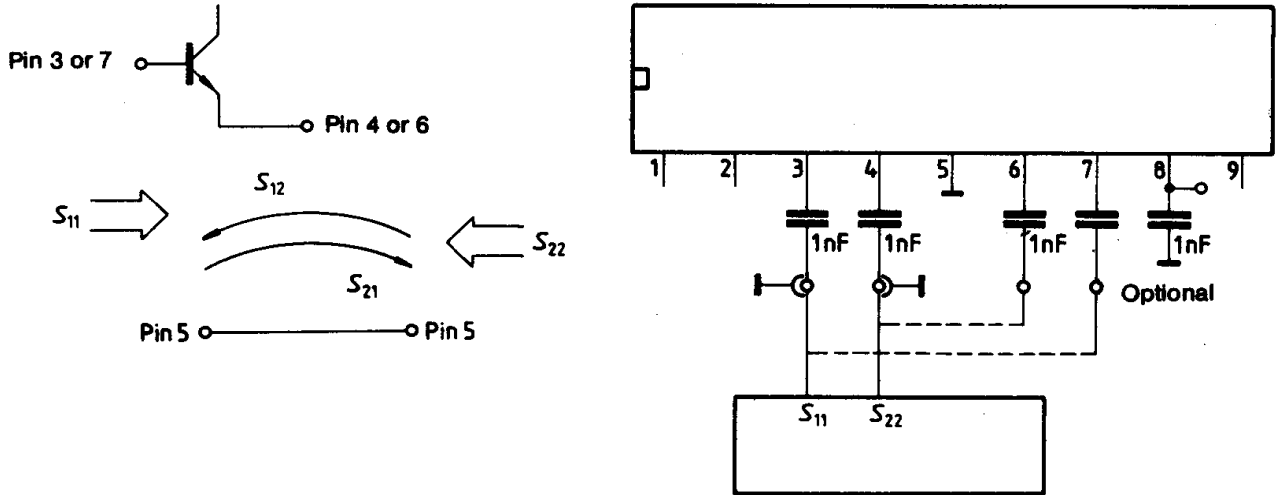 Pin 3 or 7
Pin 4 or 6
S12
S11
S22
S21
Pin 5
Pin 5
1 2 3 4 5 6 7 8 9
1nF 1nF 1nF 1nF
Optional
S11 S22